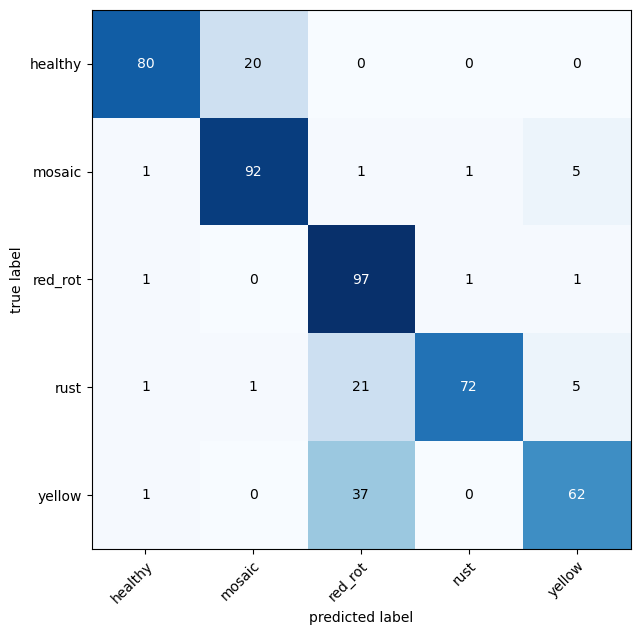 healthy 80 20 0 0 0
mosaic 1 92 1 1 5
red_rot 1 0 97 1 1
rust 1 1 21 72 5
yellow 1 0 37 0 62
true label
healthy mosaic red_rot rust yellow
predicted label